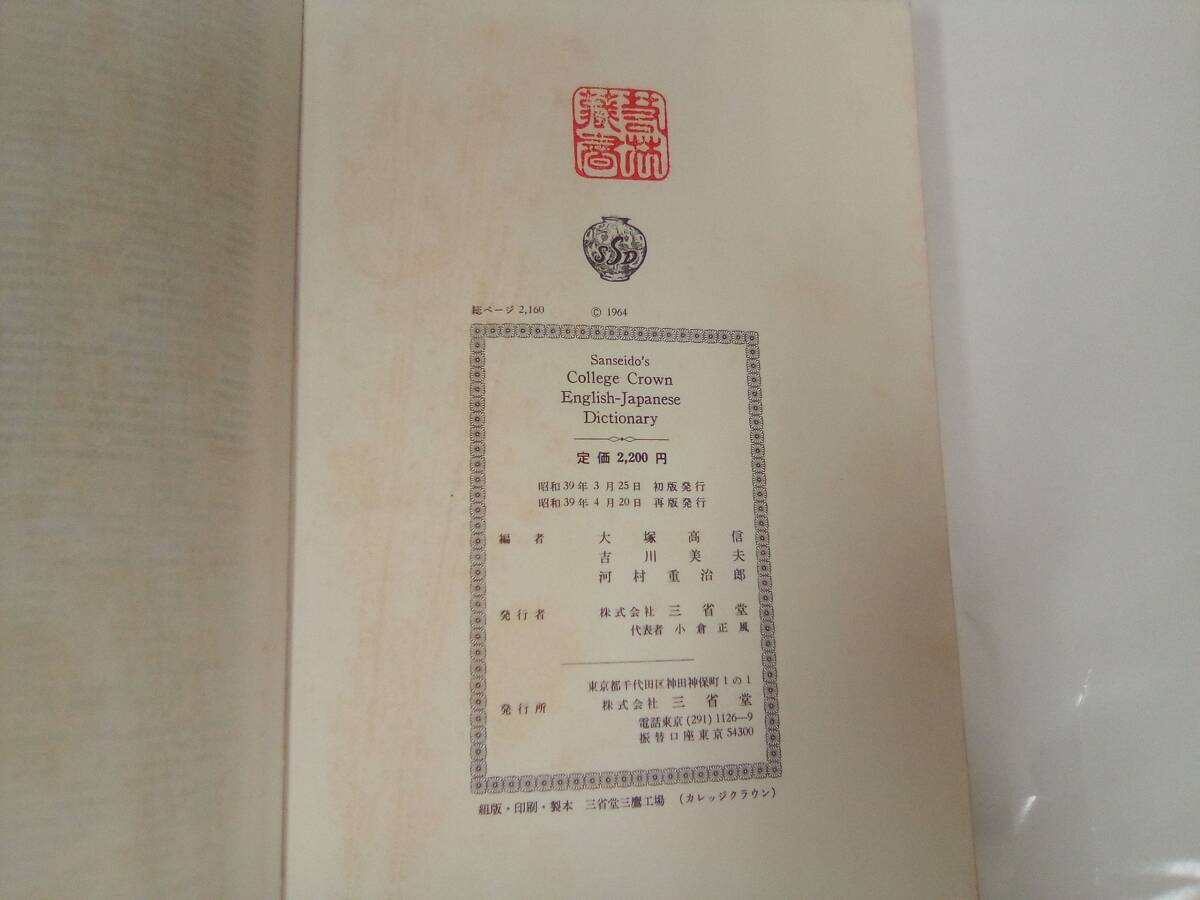 SSD
総ページ 2,160 © 1964
Sanseido's
College Crown
English-Japanese
Dictionary
定価 2,200 円
昭和39年 3月25日 初版発行
昭和39年 4月20日 再版発行
編者 大塚高信
吉川美夫
河村重治郎
発行者 株式会社 三省堂
代表者 小倉正風
東京都千代田区神田神保町1の1
発行所 株式会社 三省堂
電話東京 (291) 1126—9
振替口座東京 54300
組版・印刷・製本 三省堂三鷹工場 (カレッジクラウン)